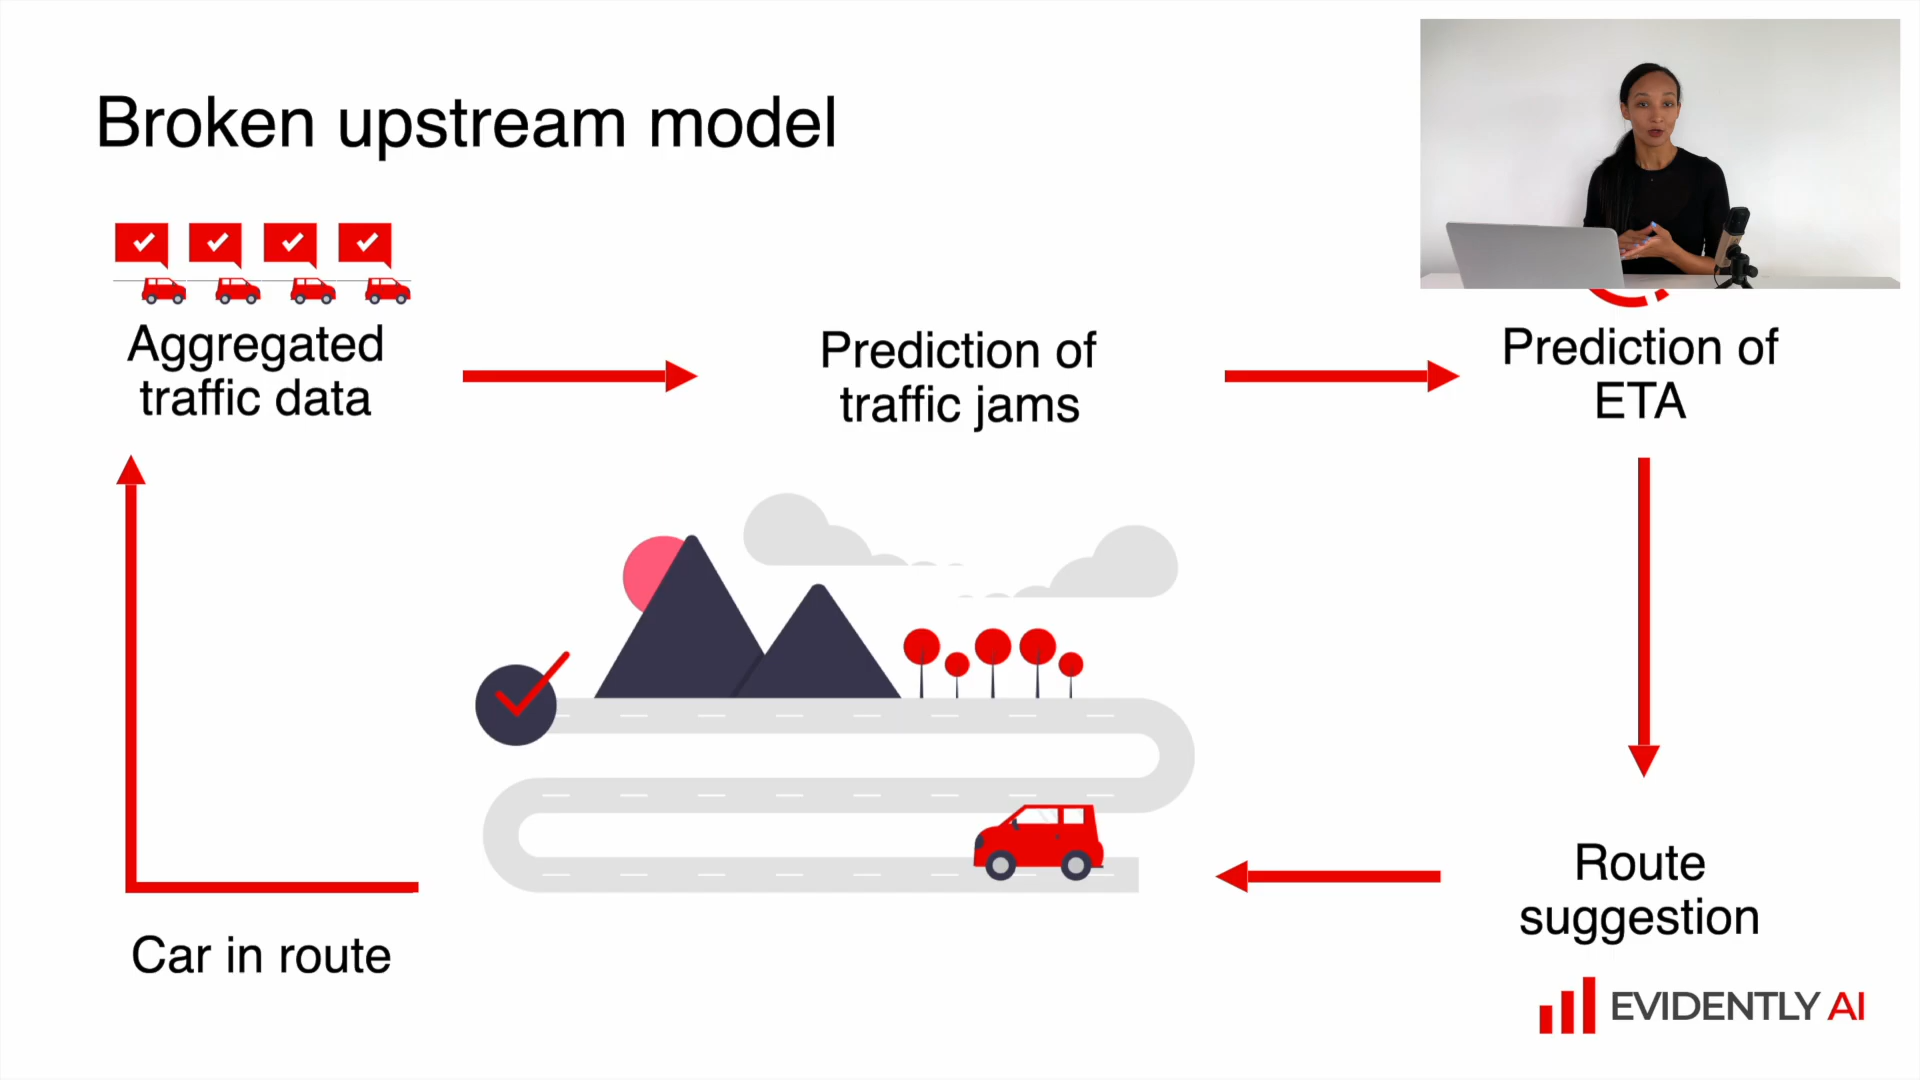 Broken upstream model
Aggregated
traffic data
Prediction of
traffic jams
Prediction of
ETA
Route
suggestion
Car in route
EVIDENTLY AI